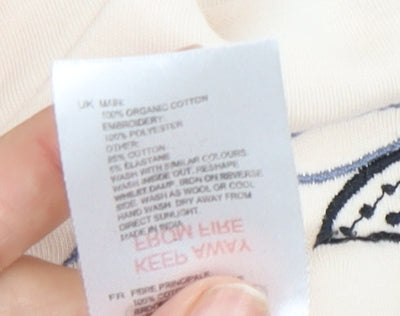 UK MAIN:
100% ORGANIC COTTON
EMBROIDERY:
100% POLYESTER
OTHER:
95% COTTON
5% ELASTANE
WASH WITH SIMILAR COLOURS.
WASH INSIDE OUT, RESHAPE
WHILST DAMP, IRON ON REVERSE
SIDE. WASH AS WOOL OR COOL
HAND WASH. DRY AWAY FROM
DIRECT SUNLIGHT.
MADE IN INDIA
KEEP AWAY
FROM FIRE
FR FIBRE PRINCIPALE
100%